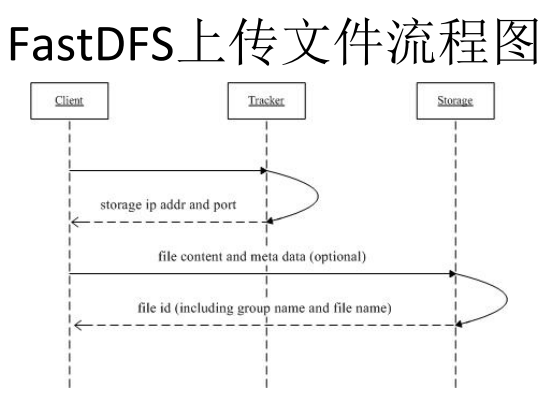 FastDFS上传文件流程图
Client
Tracker
Storage
storage ip addr and port
file content and meta data (optional)
file id (including group name and file name)